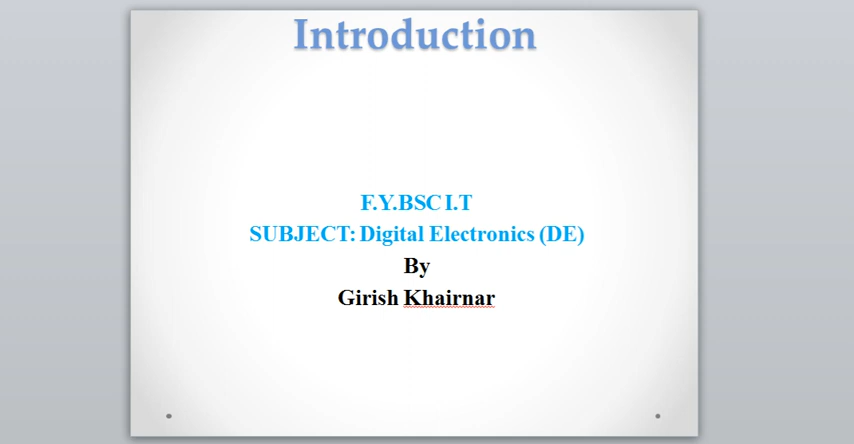 Introduction
F.Y.BSC I.T
SUBJECT: Digital Electronics (DE)
By
Girish Khairnar